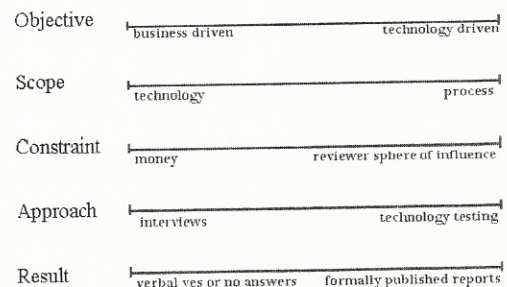 Objective
business driven technology driven
Scope
technology process
Constraint
money reviewer sphere of influence
Approach
interviews technology testing
Result
verbal yes or no answers formally published reports